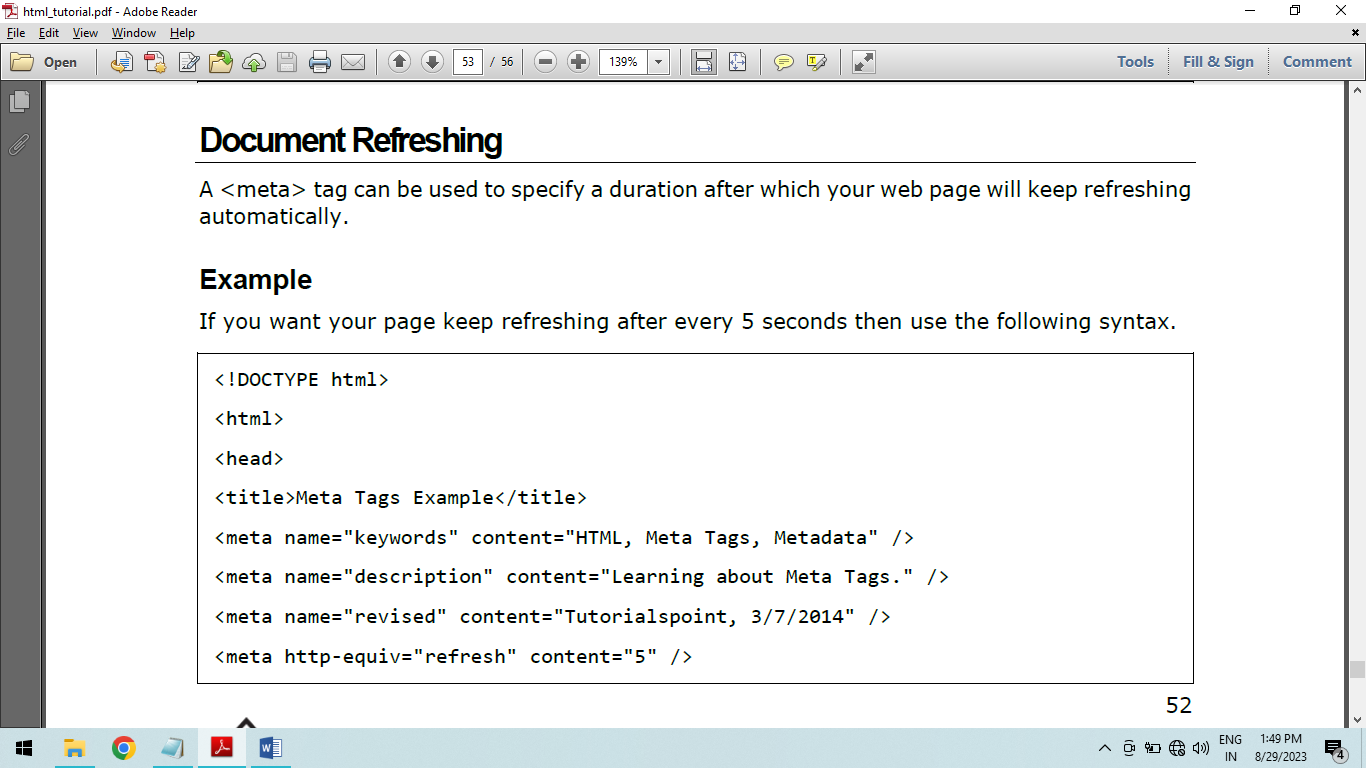 html_tutorial.pdf - Adobe Reader
File Edit View Window Help
Open 53 / 56 139% Tools Fill & Sign Comment
Document Refreshing
A <meta> tag can be used to specify a duration after which your web page will keep refreshing
automatically.
Example
If you want your page keep refreshing after every 5 seconds then use the following syntax.
<!DOCTYPE html>
<html>
<head>
<title>Meta Tags Example</title>
<meta name="keywords" content="HTML, Meta Tags, Metadata" />
<meta name="description" content="Learning about Meta Tags." />
<meta name="revised" content="Tutorialspoint, 3/7/2014" />
<meta http-equiv="refresh" content="5" />
52
ENG 1:49 PM
IN 8/29/2023 4